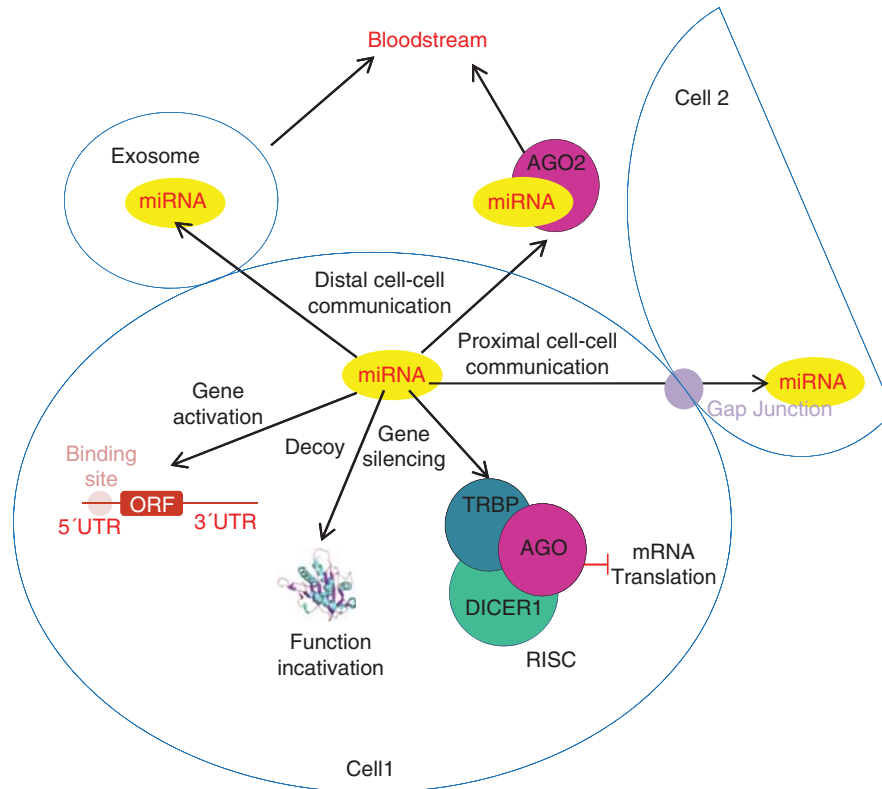 Bloodstream
Cell 2
Exosome
AGO2
miRNA
miRNA
Distal cell-cell
communication
Proximal cell-cell
communication
miRNA
miRNA
Gap Junction
Gene
activation
Decoy
Gene
silencing
Binding
site
ORF
5´UTR
3´UTR
TRBP
AGO
mRNA
Translation
DICER1
RISC
Function
incativation
Cell1